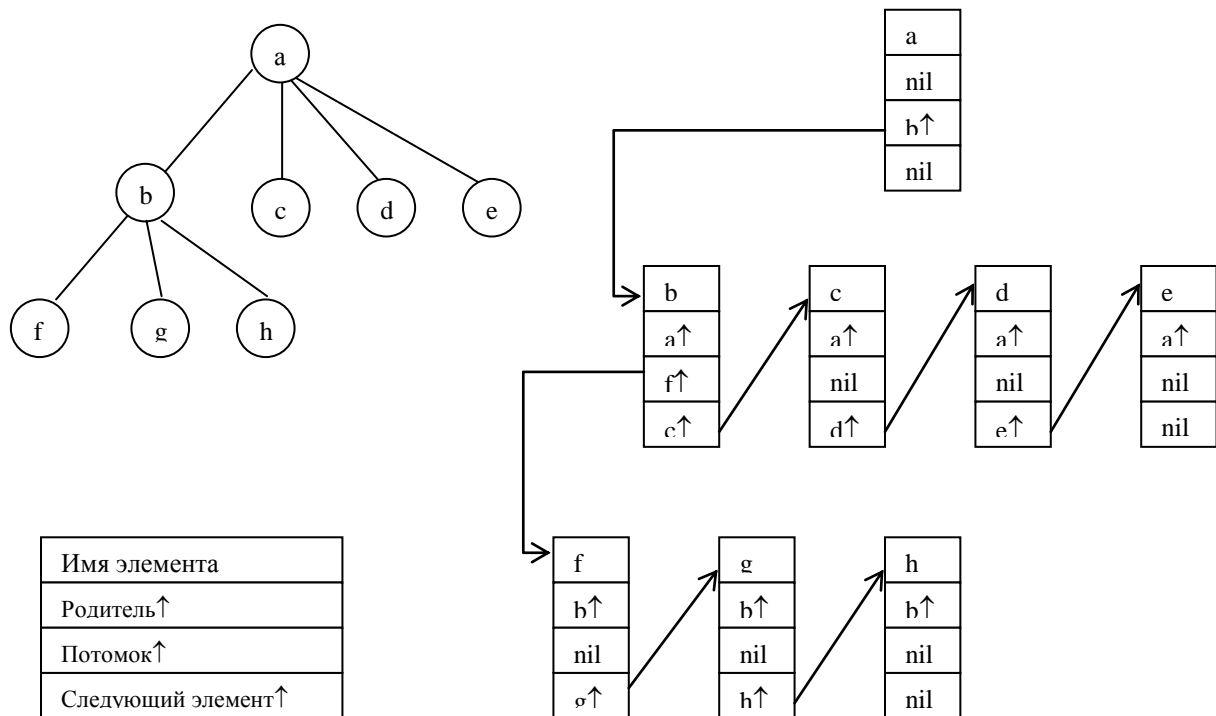 a
b
c
d
e
f
g
h
a
nil
b↑
nil
b
a↑
f↑
c↑
c
a↑
nil
d↑
d
a↑
nil
e↑
e
a↑
nil
nil
Имя элемента
Родитель↑
Потомок↑
Следующий элемент↑
f
b↑
nil
g↑
g
b↑
nil
h↑
h
b↑
nil
nil